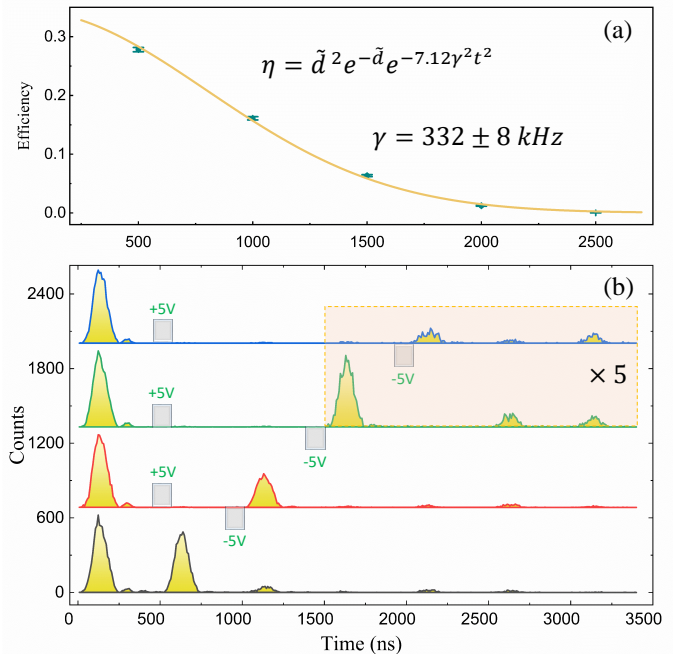 (a)
0.3
η = d̃ ² e^{-d̃} e^{-7.12γ²t²}
0.2
Efficiency
γ = 332 ± 8 kHz
0.1
0.0
500 1000 1500 2000 2500
(b)
2400
+5V
1800
-5V
× 5
+5V
Counts
1200
-5V
+5V
600
-5V
0
0 500 1000 1500 2000 2500 3000 3500
Time (ns)